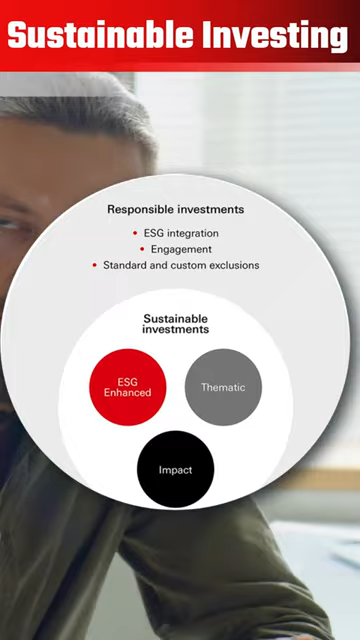 Sustainable Investing
Responsible investments
• ESG integration
• Engagement
• Standard and custom exclusions
Sustainable
investments
ESG
Enhanced
Thematic
Impact